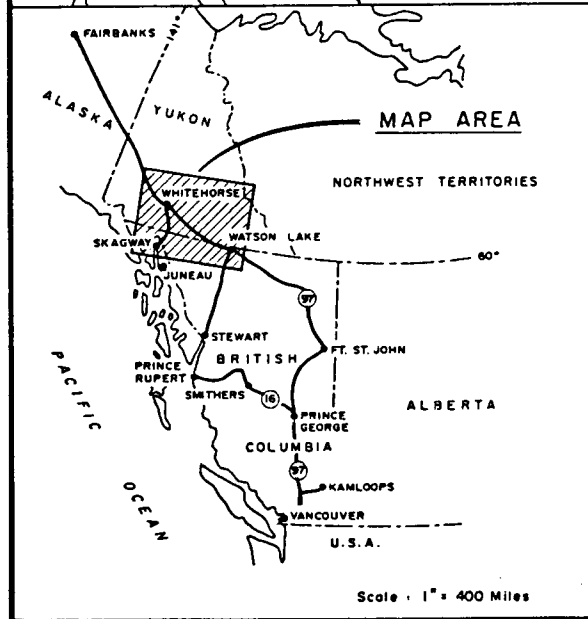 FAIRBANKS
141°
ALASKA
YUKON
MAP AREA
WHITEHORSE
NORTHWEST TERRITORIES
SKAGWAY
WATSON LAKE
60°
JUNEAU
97
STEWART
BRITISH
FT. ST. JOHN
PRINCE
RUPERT
SMITHERS
16
PRINCE
GEORGE
ALBERTA
PACIFIC
OCEAN
COLUMBIA
97
KAMLOOPS
VANCOUVER
U.S.A.
Scale : 1" = 400 Miles